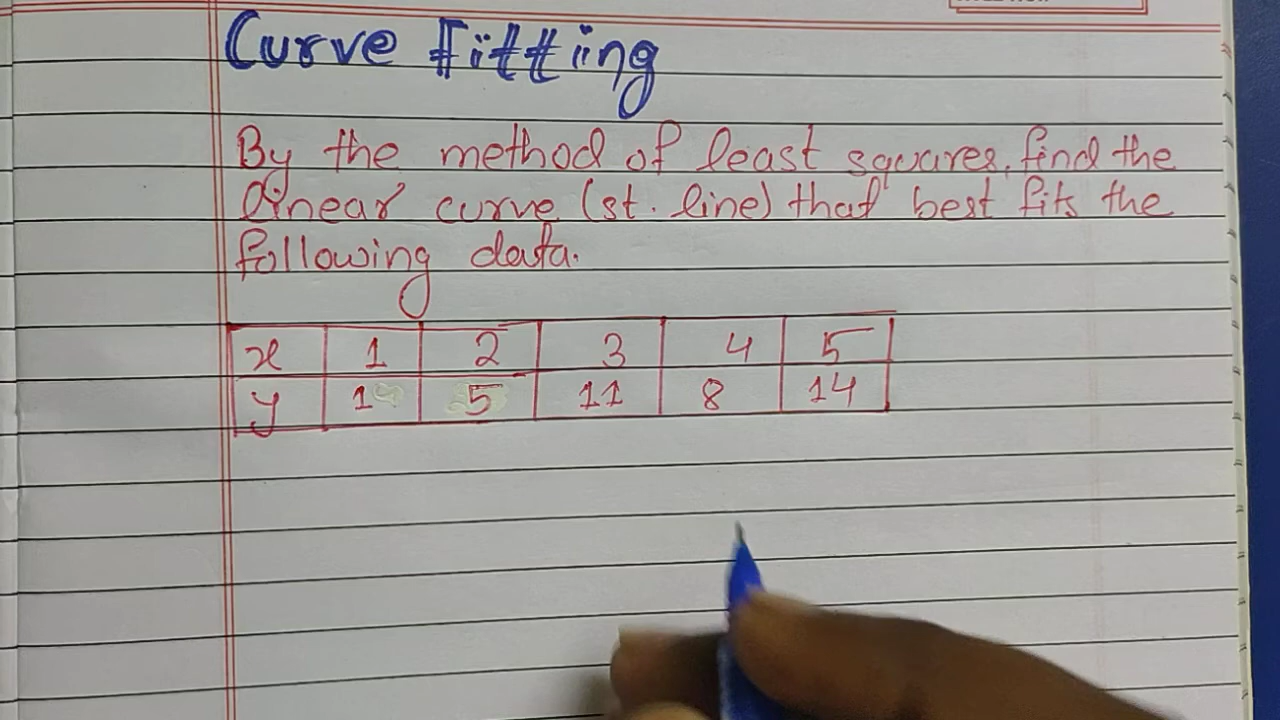 Curve Fitting
By the method of least squares, find the
linear curve (st. line) that best fits the
following data.
x 1 2 3 4 5
y 1 5 11 8 14